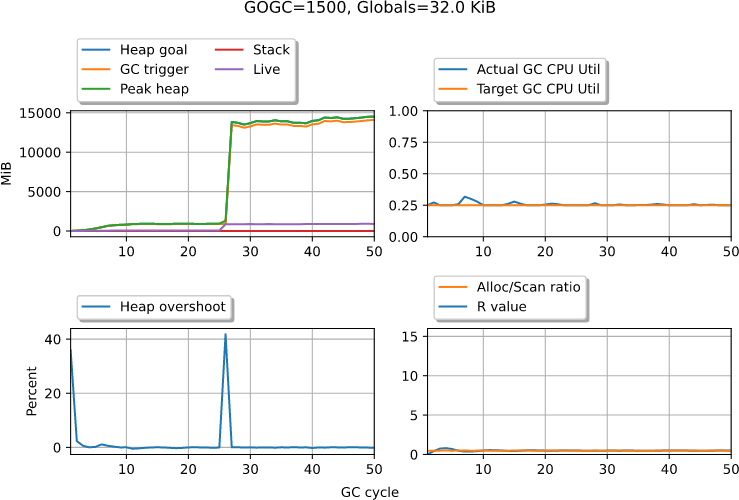 GOGC=1500, Globals=32.0 KiB
Heap goal
GC trigger
Peak heap
Stack
Live
MiB
15000
10000
5000
0
10 20 30 40 50
Actual GC CPU Util
Target GC CPU Util
1.00
0.75
0.50
0.25
0.00
10 20 30 40 50
Heap overshoot
Percent
40
20
0
10 20 30 40 50
Alloc/Scan ratio
R value
15
10
5
0
10 20 30 40 50
GC cycle